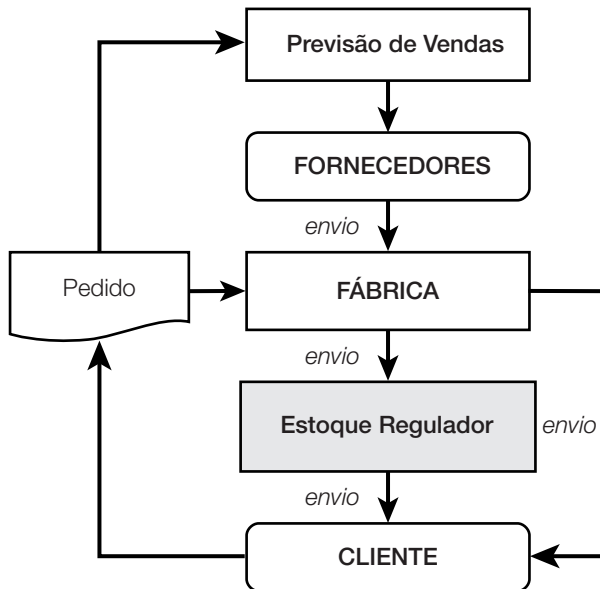 Previsão de Vendas
FORNECEDORES
envio
Pedido
FÁBRICA
envio
Estoque Regulador
envio
envio
CLIENTE